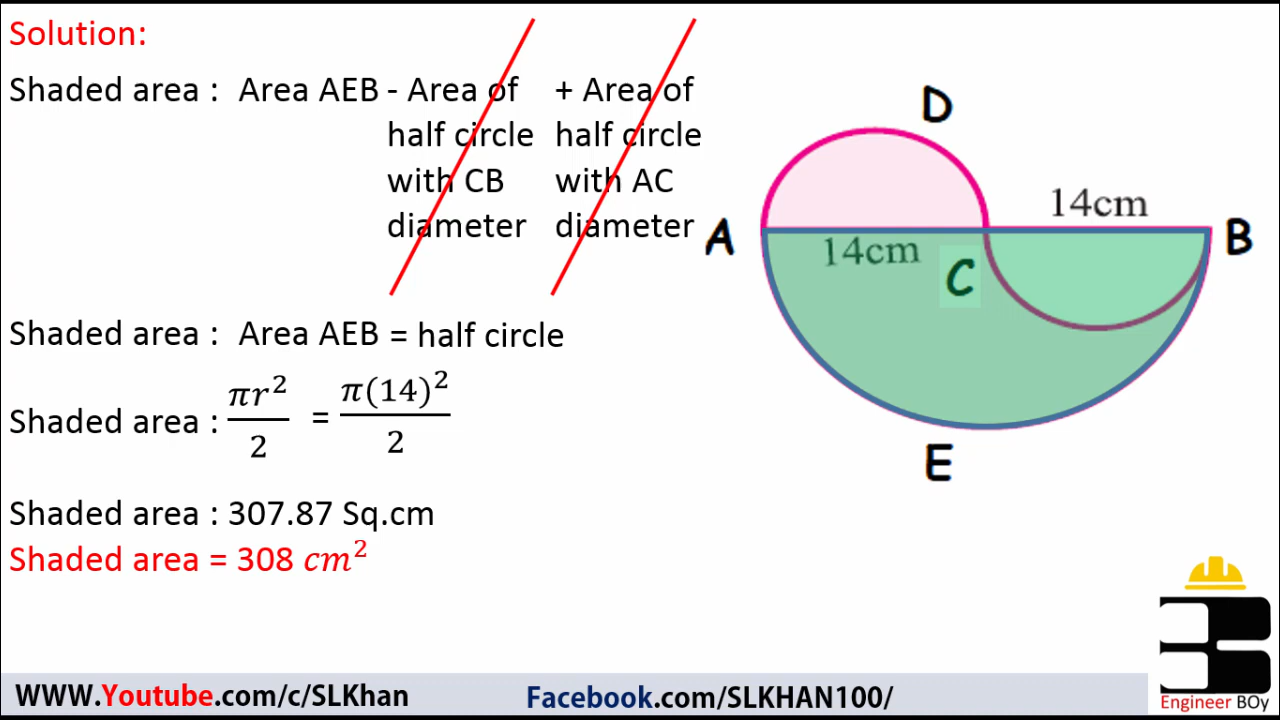 Solution:
Shaded area : Area AEB - Area of + Area of
half circle half circle
with CB with AC
diameter diameter
Shaded area : Area AEB = half circle
Shaded area : πr²/2 = π(14)²/2
Shaded area : 307.87 Sq.cm
Shaded area = 308 cm²
D
14cm
A
B
14cm
C
E
WWW.Youtube.com/c/SLKhan
Facebook.com/SLKHAN100/
Engineer BOy